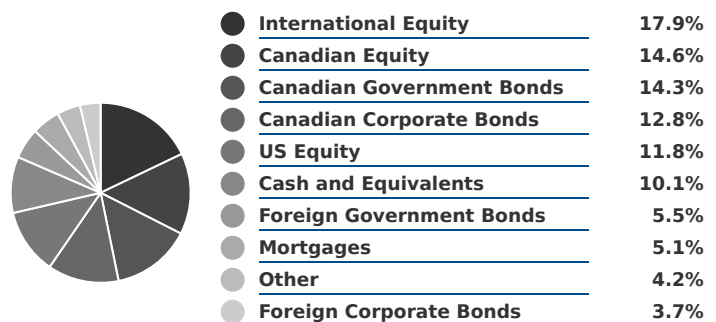 International Equity 17.9%
Canadian Equity 14.6%
Canadian Government Bonds 14.3%
Canadian Corporate Bonds 12.8%
US Equity 11.8%
Cash and Equivalents 10.1%
Foreign Government Bonds 5.5%
Mortgages 5.1%
Other 4.2%
Foreign Corporate Bonds 3.7%